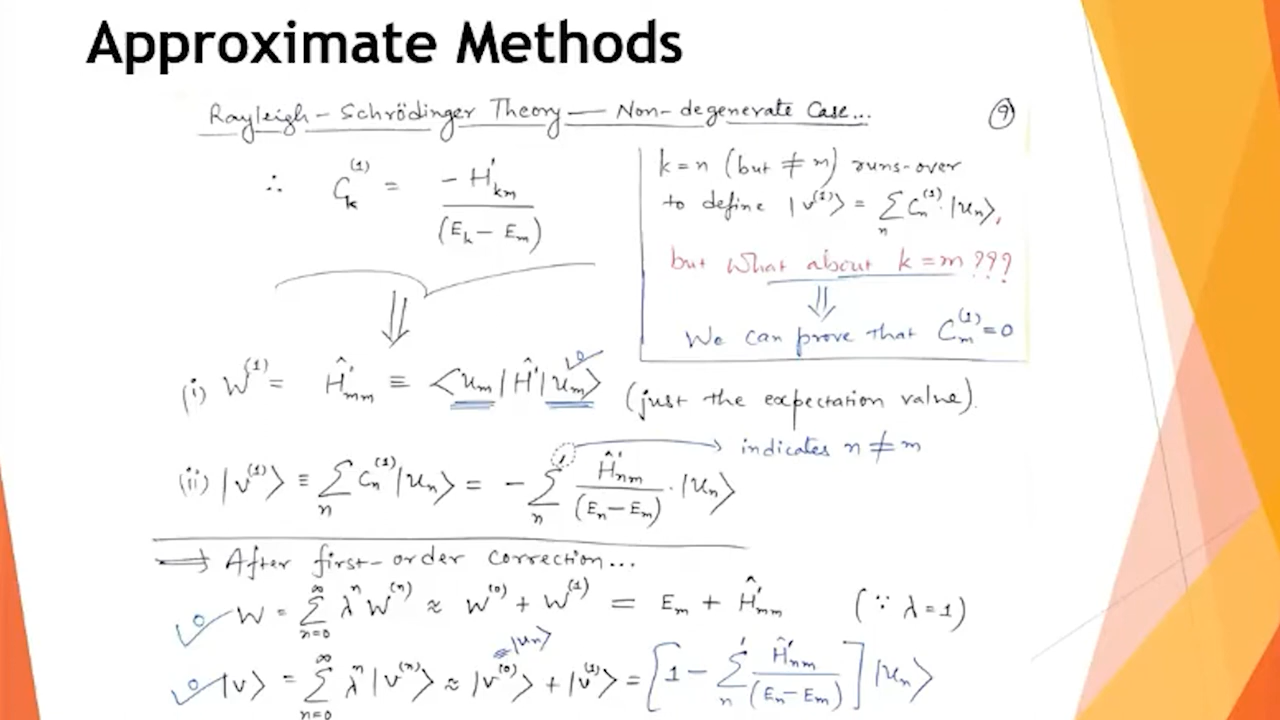 Approximate Methods
Rayleigh-Schrödinger Theory — Non-degenerate Case... (9)
∴ C_k^(1) = -H'_km / (E_k - E_m)
k=n (but ≠ m) runs-over
to define |v^(1)⟩ = Σ_n C_n^(1)·|u_n⟩,
but what about k=m???
⇓
We can prove that C_m^(1)=0
⇓
(i) W^(1) = Ĥ'_mm ≡ ⟨u_m|Ĥ'|u_m⟩ (just the expectation value).
indicates n≠m
(ii) |v^(1)⟩ ≡ Σ_n C_n^(1)|u_n⟩ = - Σ'_n Ĥ'_nm / (E_n-E_m) · |u_n⟩
⇒ After first-order correction...
W = Σ_{n=0}^∞ λ^n W^(n) ≈ W^(0) + W^(1) = E_m + Ĥ'_mm (∵ λ=1)
|u_n⟩
|v⟩ = Σ_{n=0}^∞ λ^n |v^(n)⟩ ≈ |v^(0)⟩ + |v^(1)⟩ = [1 - Σ'_n Ĥ'_nm / (E_n-E_m)] |u_n⟩